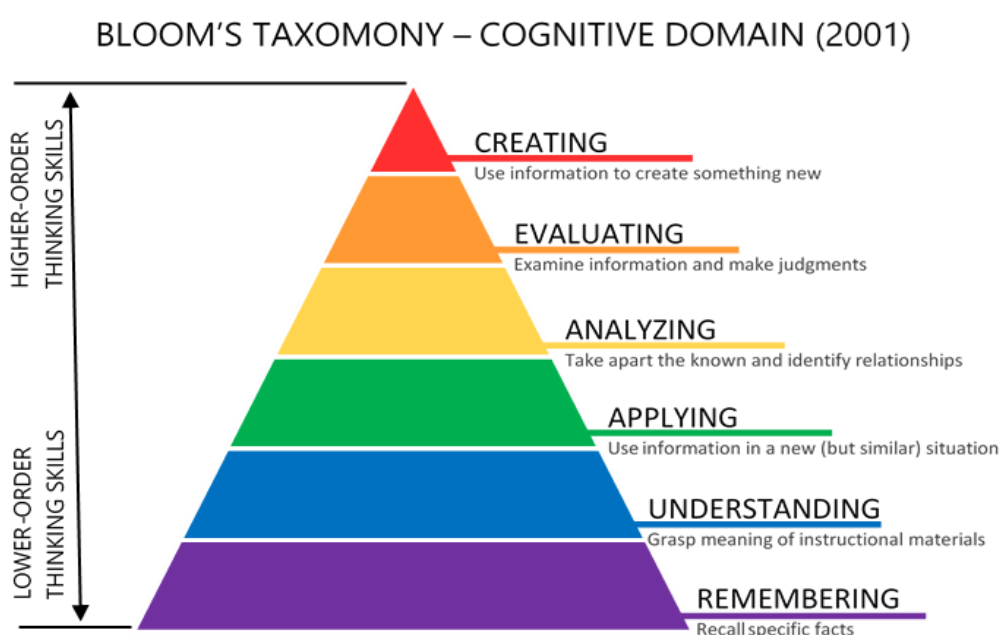 BLOOM'S TAXOMONY – COGNITIVE DOMAIN (2001)
HIGHER-ORDER
THINKING SKILLS
LOWER-ORDER
THINKING SKILLS
CREATING
Use information to create something new
EVALUATING
Examine information and make judgments
ANALYZING
Take apart the known and identify relationships
APPLYING
Use information in a new (but similar) situation
UNDERSTANDING
Grasp meaning of instructional materials
REMEMBERING
Recall specific facts